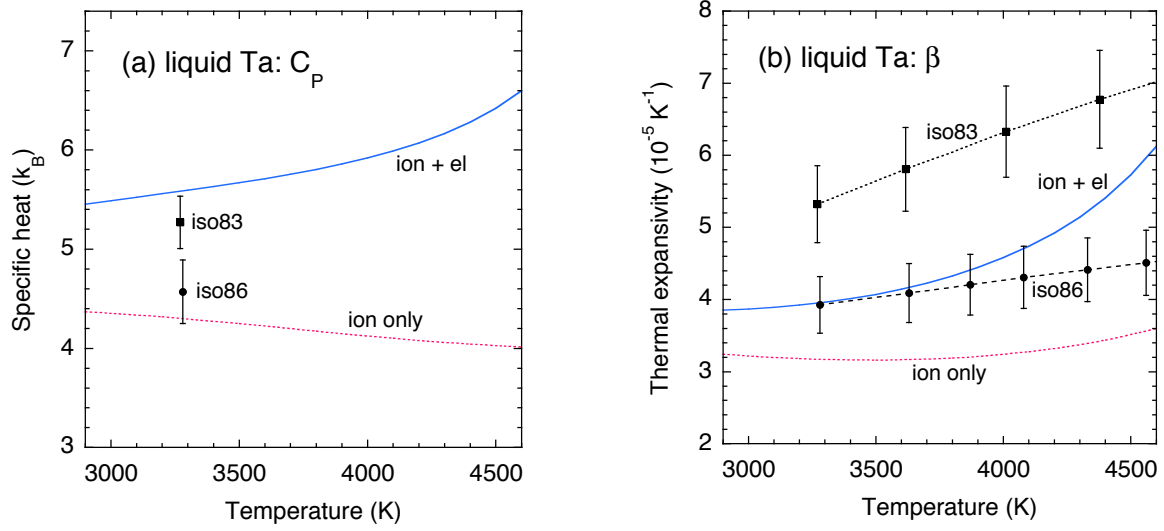 (a) liquid Ta: C_P
Specific heat (k_B)
7
6
5
4
3
ion + el
iso83
iso86
ion only
3000
3500
4000
4500
Temperature (K)
(b) liquid Ta: β
Thermal expansivity (10⁻⁵ K⁻¹)
8
7
6
5
4
3
2
iso83
ion + el
iso86
ion only
3000
3500
4000
4500
Temperature (K)